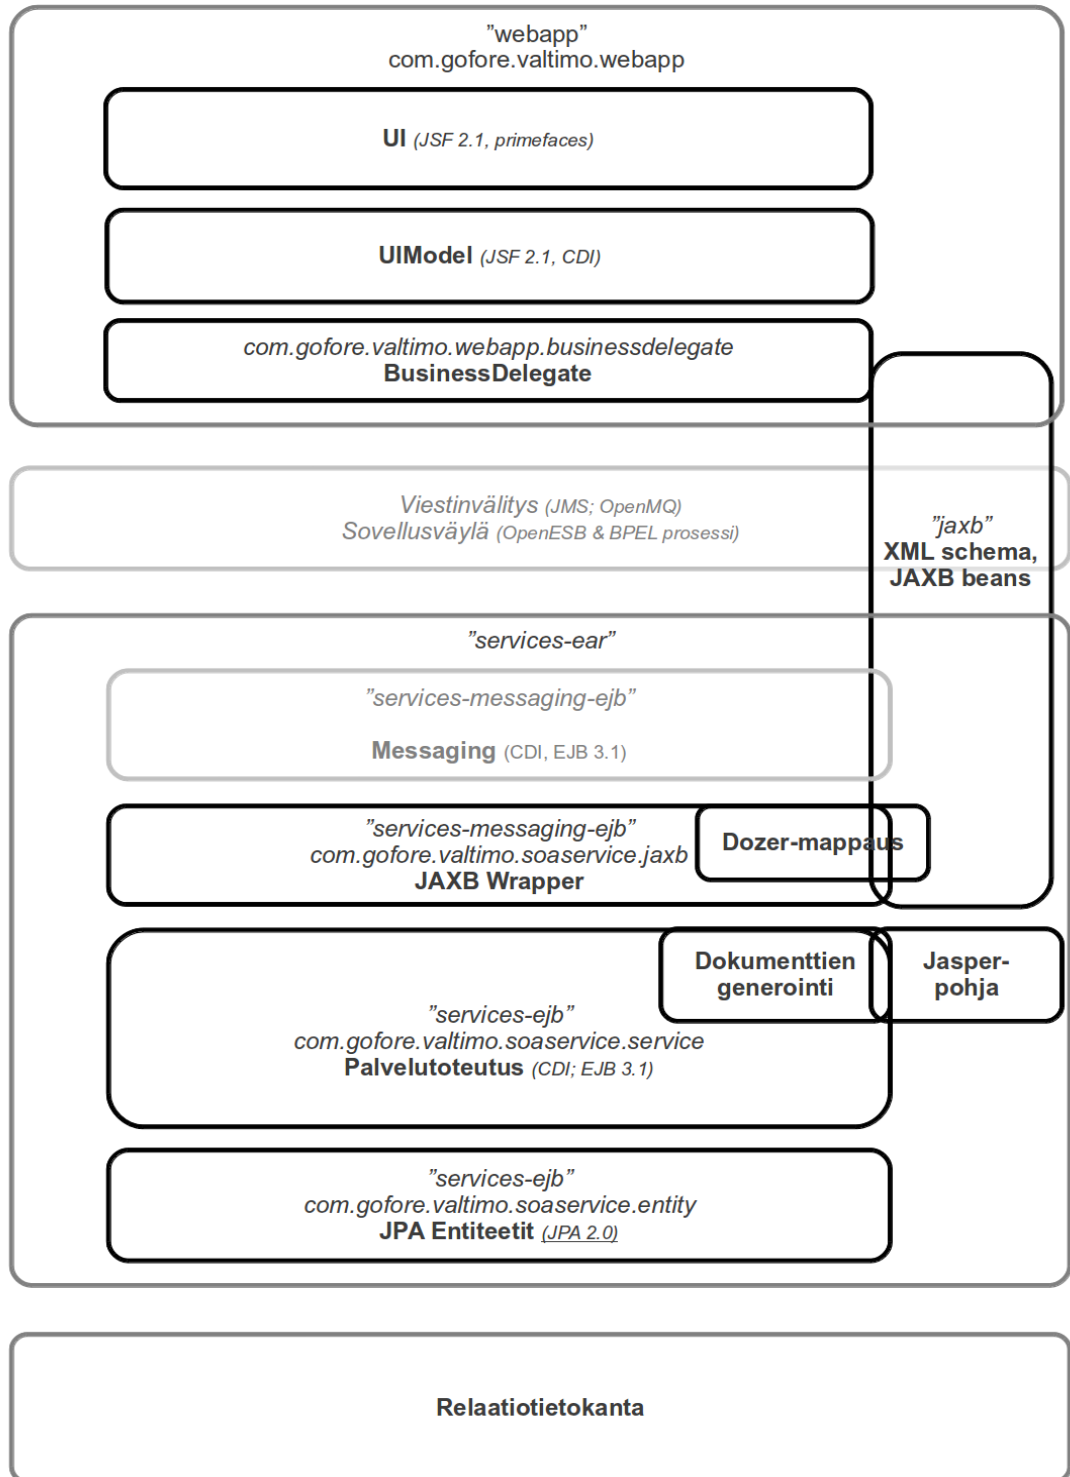 ”webapp”
com.gofore.valtimo.webapp
UI (JSF 2.1, primefaces)
UIModel (JSF 2.1, CDI)
com.gofore.valtimo.webapp.businessdelegate
BusinessDelegate
Viestinvälitys (JMS; OpenMQ)
Sovellusväylä (OpenESB & BPEL prosessi)
”jaxb”
XML schema,
JAXB beans
”services-ear”
”services-messaging-ejb”
Messaging (CDI, EJB 3.1)
”services-messaging-ejb”
com.gofore.valtimo.soaservice.jaxb
JAXB Wrapper
Dozer-mappaus
Dokumenttien
generointi
Jasper-
pohja
”services-ejb”
com.gofore.valtimo.soaservice.service
Palvelutoteutus (CDI; EJB 3.1)
”services-ejb”
com.gofore.valtimo.soaservice.entity
JPA Entiteetit (JPA 2.0)
Relaatiotietokanta